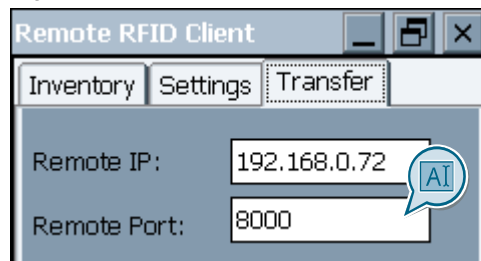 Remote RFID Client
Inventory Settings Transfer
Remote IP: 192.168.0.72
AI
Remote Port: 8000